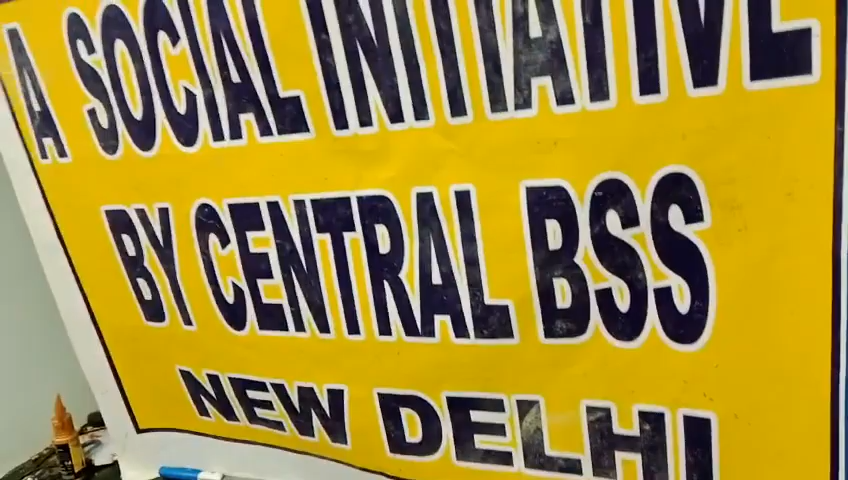 A SOCIAL INITIATIVE
BY CENTRAL BSS
NEW DELHI